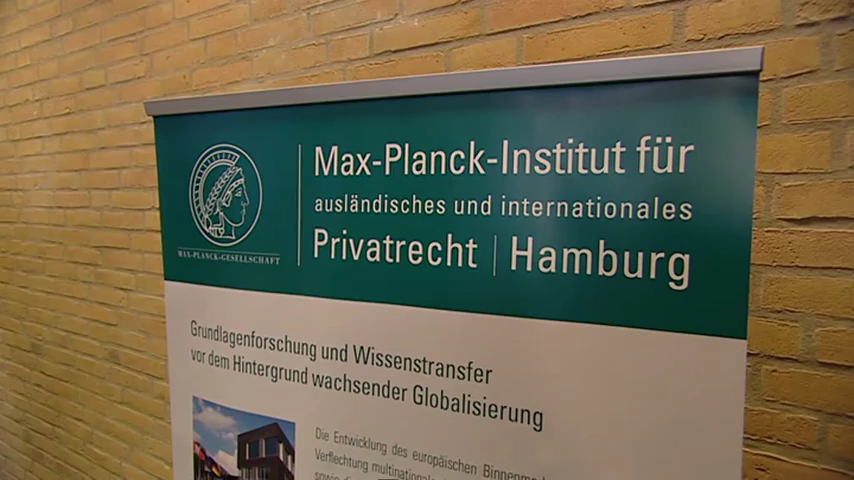 Max-Planck-Institut für
ausländisches und internationales
Privatrecht | Hamburg
MAX-PLANCK-GESELLSCHAFT
Grundlagenforschung und Wissenstransfer
vor dem Hintergrund wachsender Globalisierung
Die Entwicklung des europäischen
Verflechtung